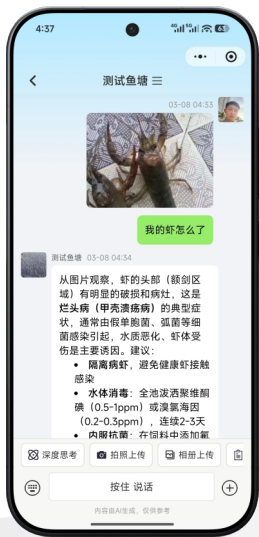 4:37
4G 5G 63
测试鱼塘
03-08 04:33
我的虾怎么了
测试鱼塘 03-08 04:34
从图片观察，虾的头部（额剑区
域）有明显的破损和病灶，这是
烂头病（甲壳溃疡病）的典型症
状，通常由假单胞菌、弧菌等细
菌感染引起，水质恶化、虾体受
伤是主要诱因。建议：
• 隔离病虾，避免健康虾接触
感染
• 水体消毒：全池泼洒聚维酮
碘（0.5-1ppm）或溴氯海因
（0.2-0.3ppm），连续2-3天
• 内服抗菌：在饲料中添加氟
深度思考 拍照上传 相册上传
按住 说话
内容由AI生成，仅供参考